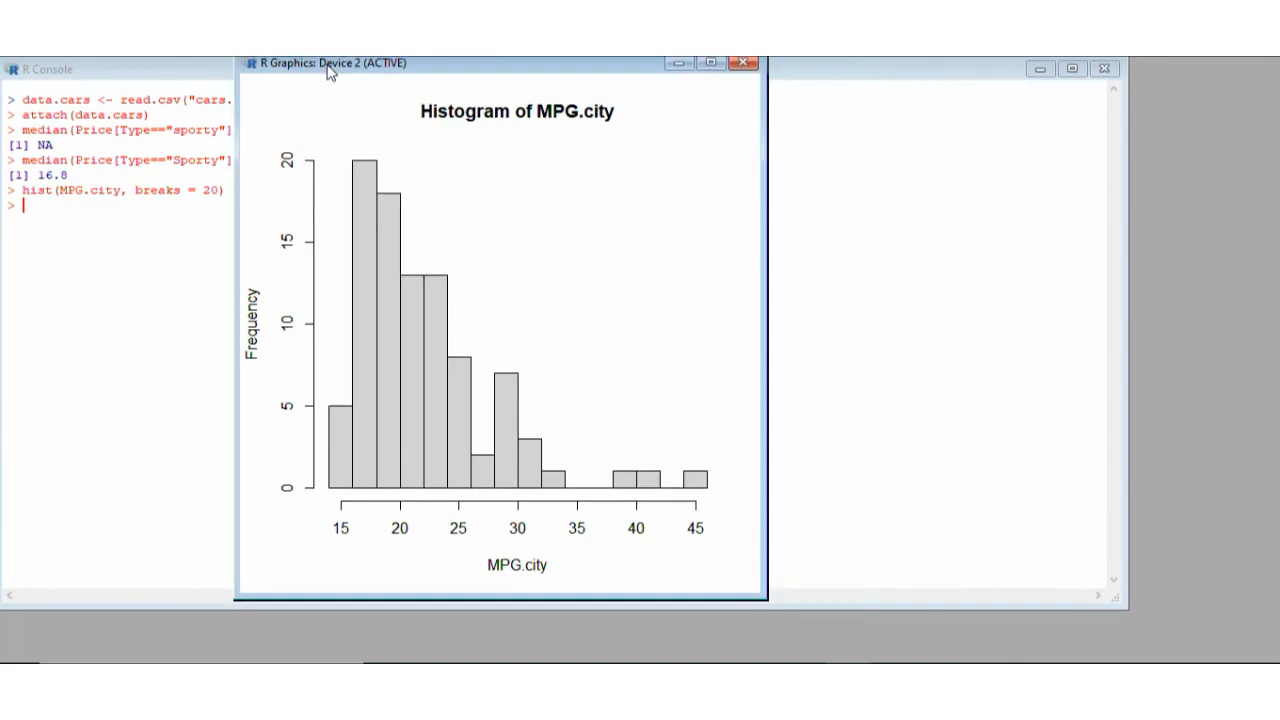 R Console
> data.cars <- read.csv("cars.
> attach(data.cars)
> median(Price[Type=="sporty"]
[1] NA
> median(Price[Type=="Sporty"]
[1] 16.8
> hist(MPG.city, breaks = 20)
>
R Graphics: Device 2 (ACTIVE)
Histogram of MPG.city
Frequency
20
15
10
5
0
15 20 25 30 35 40 45
MPG.city